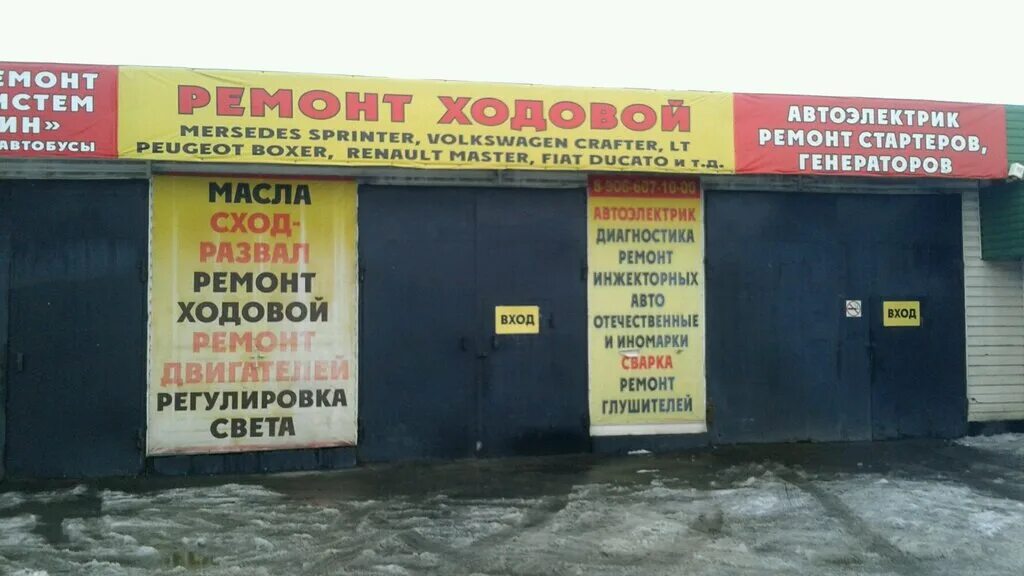 ЕМОНТ
ИСТЕМ
ИН»
АВТОБУСЫ
РЕМОНТ ХОДОВОЙ
MERSEDES SPRINTER, VOLKSWAGEN CRAFTER, LT
PEUGEOT BOXER, RENAULT MASTER, FIAT DUCATO И Т.Д.
АВТОЭЛЕКТРИК
РЕМОНТ СТАРТЕРОВ,
ГЕНЕРАТОРОВ
МАСЛА
СХОД-
РАЗВАЛ
РЕМОНТ
ХОДОВОЙ
РЕМОНТ
ДВИГАТЕЛЕЙ
РЕГУЛИРОВКА
СВЕТА
ВХОД
8-906-607-10-00
АВТОЭЛЕКТРИК
ДИАГНОСТИКА
РЕМОНТ
ИНЖЕКТОРНЫХ
АВТО
ОТЕЧЕСТВЕННЫЕ
И ИНОМАРКИ
СВАРКА
РЕМОНТ
ГЛУШИТЕЛЕЙ
ВХОД